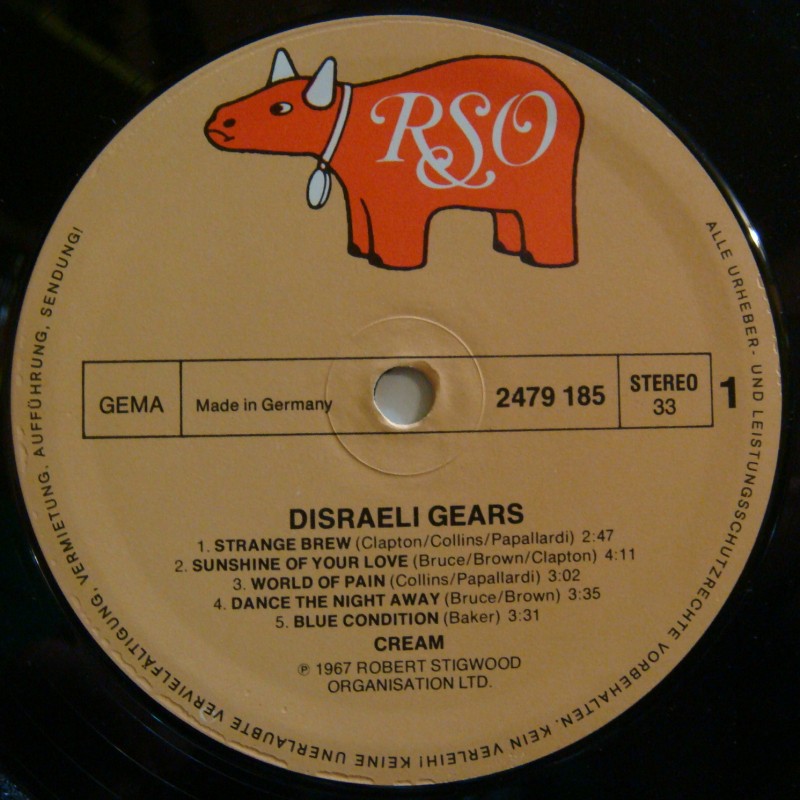 RSO
GEMA
Made in Germany
2479 185
STEREO
33
1
DISRAELI GEARS
1. STRANGE BREW (Clapton/Collins/Papallardi) 2:47
2. SUNSHINE OF YOUR LOVE (Bruce/Brown/Clapton) 4:11
3. WORLD OF PAIN (Collins/Papallardi) 3:02
4. DANCE THE NIGHT AWAY (Bruce/Brown) 3:35
5. BLUE CONDITION (Baker) 3:31
CREAM
℗ 1967 ROBERT STIGWOOD
ORGANISATION LTD.
ALLE URHEBER- UND LEISTUNGSSCHUTZRECHTE VORBEHALTEN. KEIN VERLEIH! KEINE UNERLAUBTE VERVIELFÄLTIGUNG, VERMIETUNG, AUFFÜHRUNG, SENDUNG!